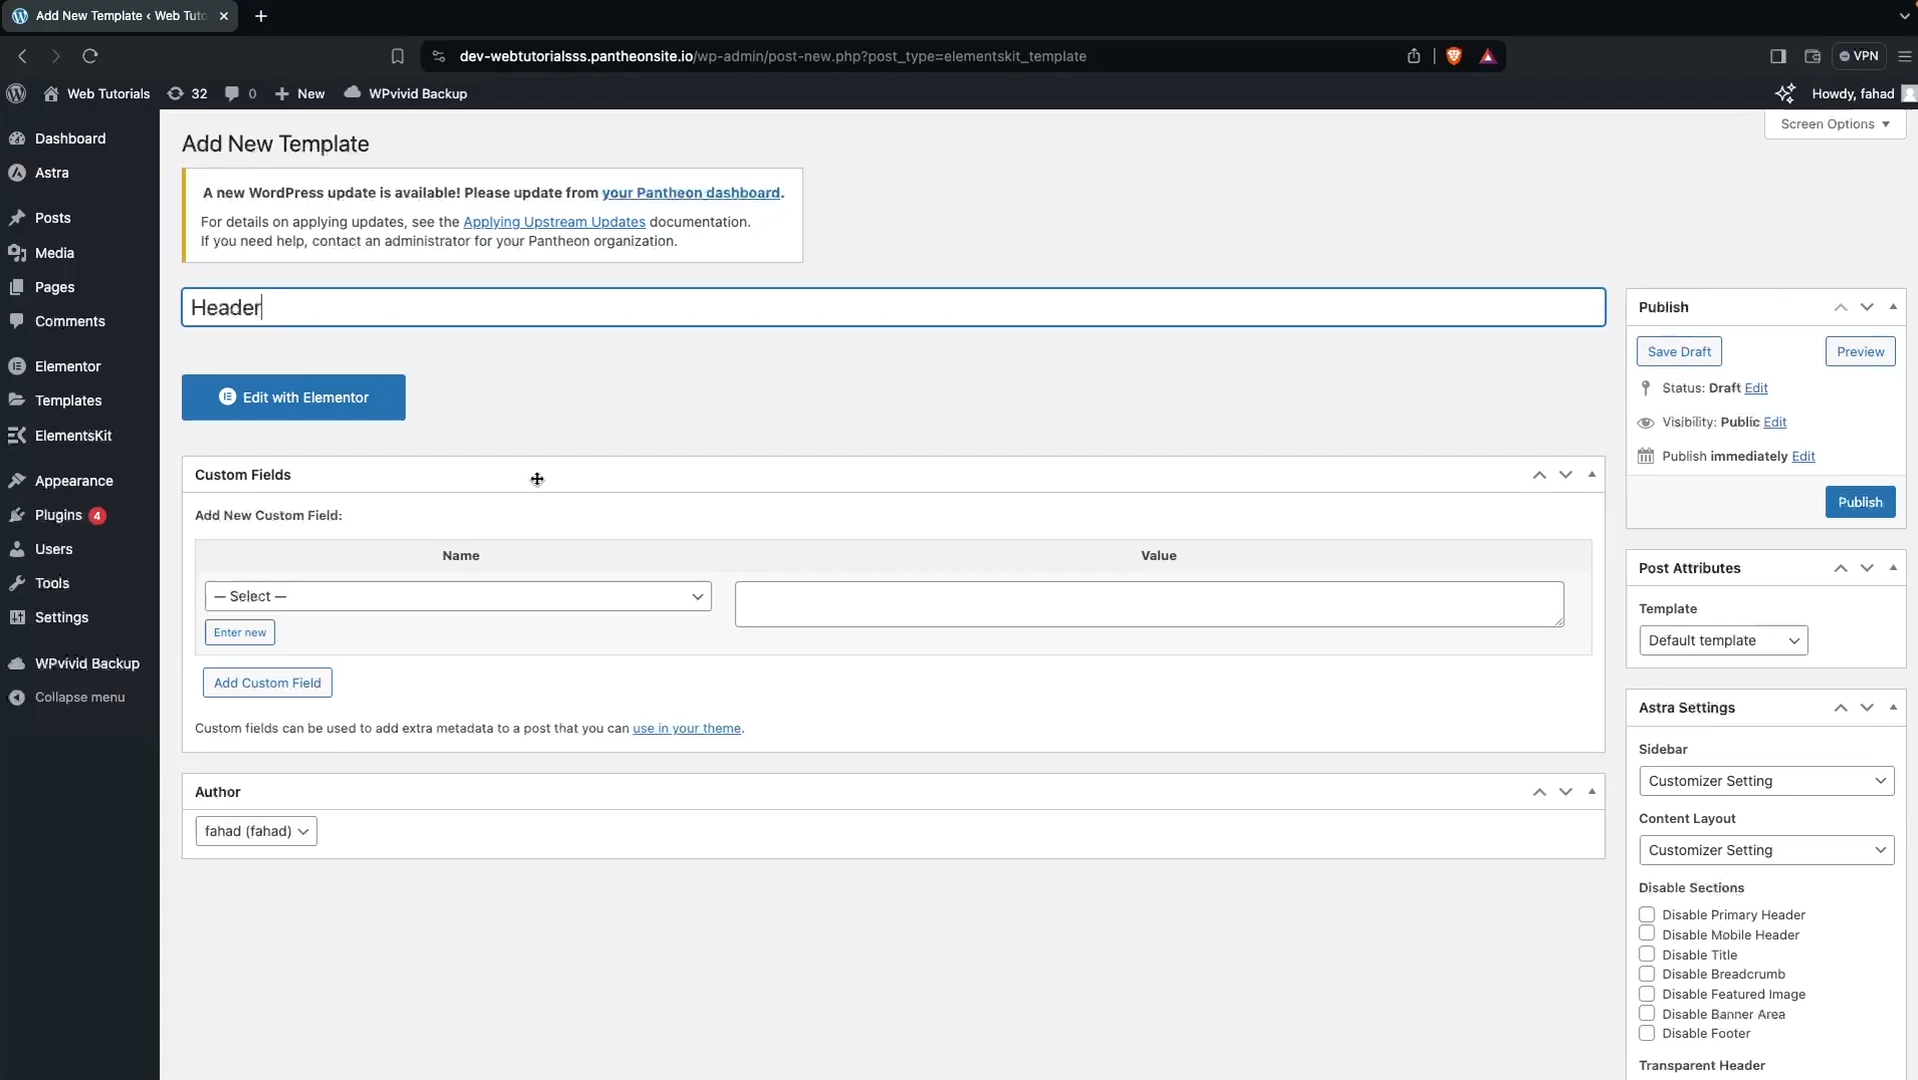 Add New Template ‹ Web Tuto
dev-webtutorialsss.pantheonsite.io/wp-admin/post-new.php?post_type=elementskit_template
VPN
Web Tutorials
32
0
New
WPvivid Backup
Howdy, fahad
Screen Options
Dashboard
Astra
Posts
Media
Pages
Comments
Elementor
Templates
ElementsKit
Appearance
Plugins 4
Users
Tools
Settings
WPvivid Backup
Collapse menu
Add New Template
A new WordPress update is available! Please update from your Pantheon dashboard.
For details on applying updates, see the Applying Upstream Updates documentation.
If you need help, contact an administrator for your Pantheon organization.
Header
Edit with Elementor
Custom Fields
Add New Custom Field:
Name
Value
— Select —
Enter new
Add Custom Field
Custom fields can be used to add extra metadata to a post that you can use in your theme.
Author
fahad (fahad)
Publish
Save Draft
Preview
Status: Draft Edit
Visibility: Public Edit
Publish immediately Edit
Publish
Post Attributes
Template
Default template
Astra Settings
Sidebar
Customizer Setting
Content Layout
Customizer Setting
Disable Sections
Disable Primary Header
Disable Mobile Header
Disable Title
Disable Breadcrumb
Disable Featured Image
Disable Banner Area
Disable Footer
Transparent Header